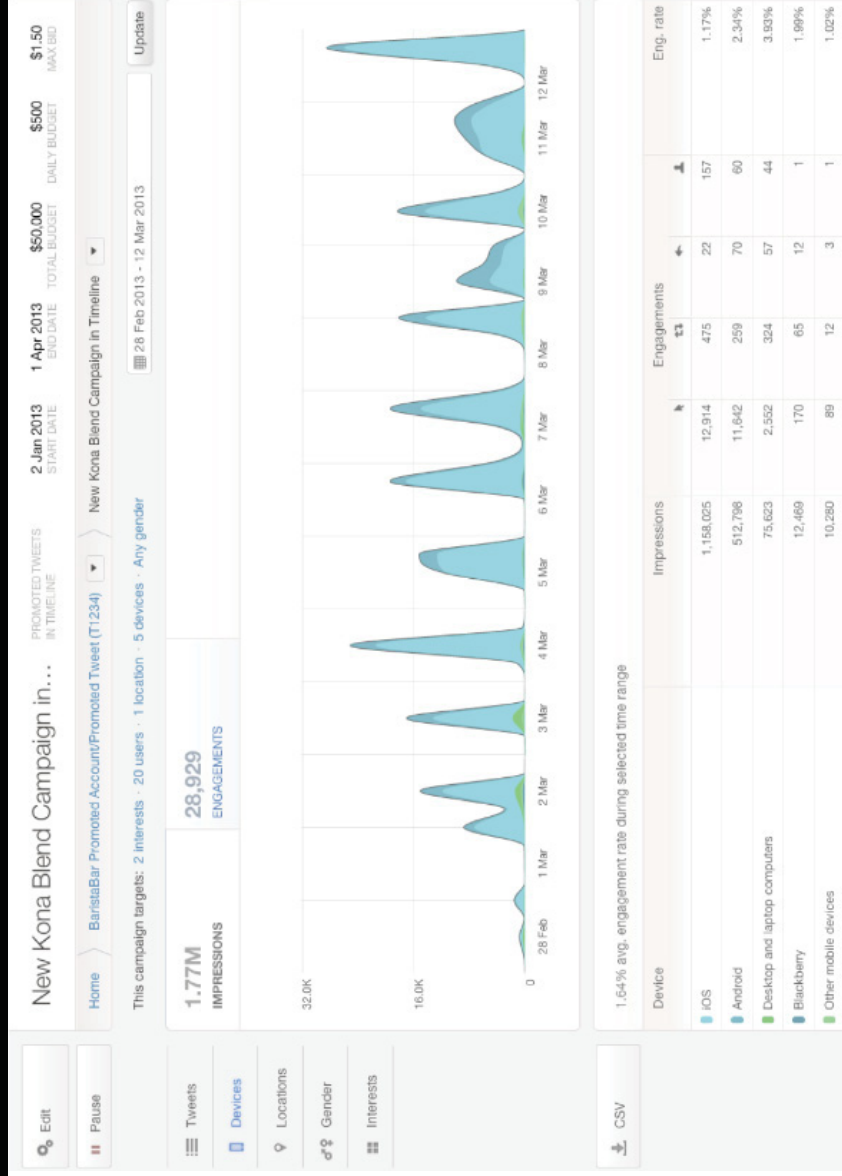 Edit
Pause
New Kona Blend Campaign in...
PROMOTED TWEETS
IN TIMELINE
2 Jan 2013
START DATE
1 Apr 2013
END DATE
$50,000
TOTAL BUDGET
$500
DAILY BUDGET
$1.50
MAX BID
Home
BaristaBar Promoted Account/Promoted Tweet (T1234)
New Kona Blend Campaign in Timeline
This campaign targets: 2 interests · 20 users · 1 location · 5 devices · Any gender
28 Feb 2013 - 12 Mar 2013
Update
Tweets
Devices
Locations
Gender
Interests
1.77M
IMPRESSIONS
28,929
ENGAGEMENTS
32.0K
16.0K
0
28 Feb 1 Mar 2 Mar 3 Mar 4 Mar 5 Mar 6 Mar 7 Mar 8 Mar 9 Mar 10 Mar 11 Mar 12 Mar
CSV
1.64% avg. engagement rate during selected time range
Device Impressions Engagements Eng. rate
iOS 1,158,025 12,914 475 22 157 1.17%
Android 512,798 11,642 259 70 60 2.34%
Desktop and laptop computers 75,623 2,552 324 57 44 3.93%
Blackberry 12,469 170 65 12 1 1.99%
Other mobile devices 10,280 89 12 3 1 1.02%